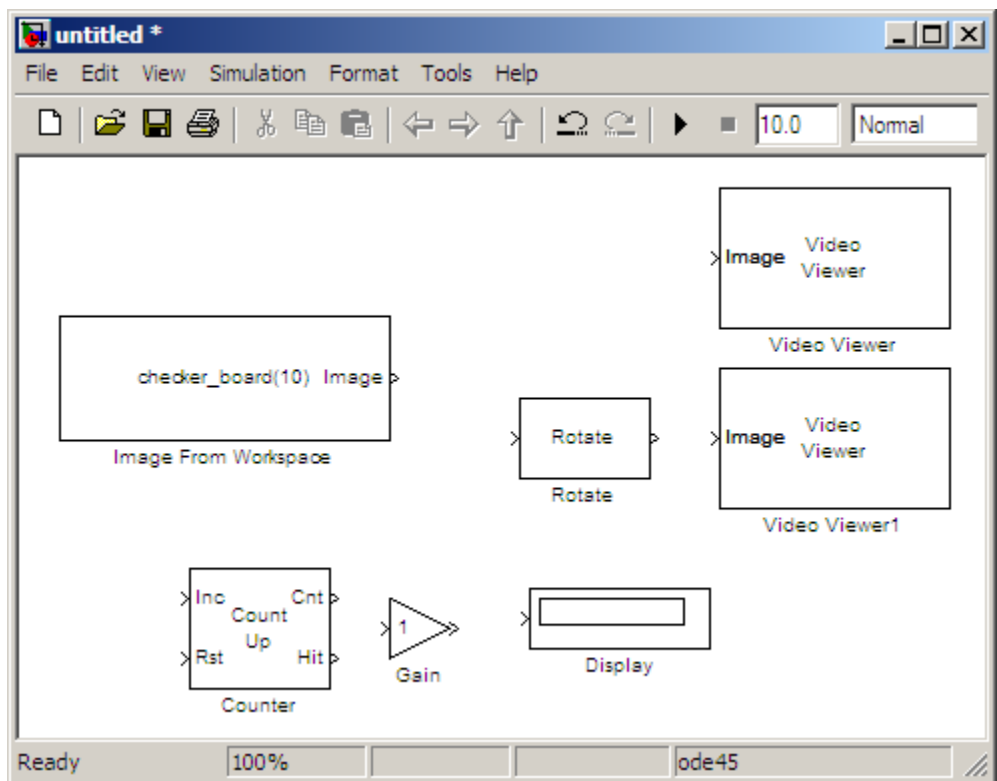 untitled *
File Edit View Simulation Format Tools Help
10.0 Normal
Image Video
Viewer
Video Viewer
checker_board(10) Image
Image From Workspace
Image Video
Viewer
Video Viewer1
Rotate
Rotate
Inc Cnt
Count
Up
Rst Hit
Counter
1
Gain
Display
Ready 100% ode45